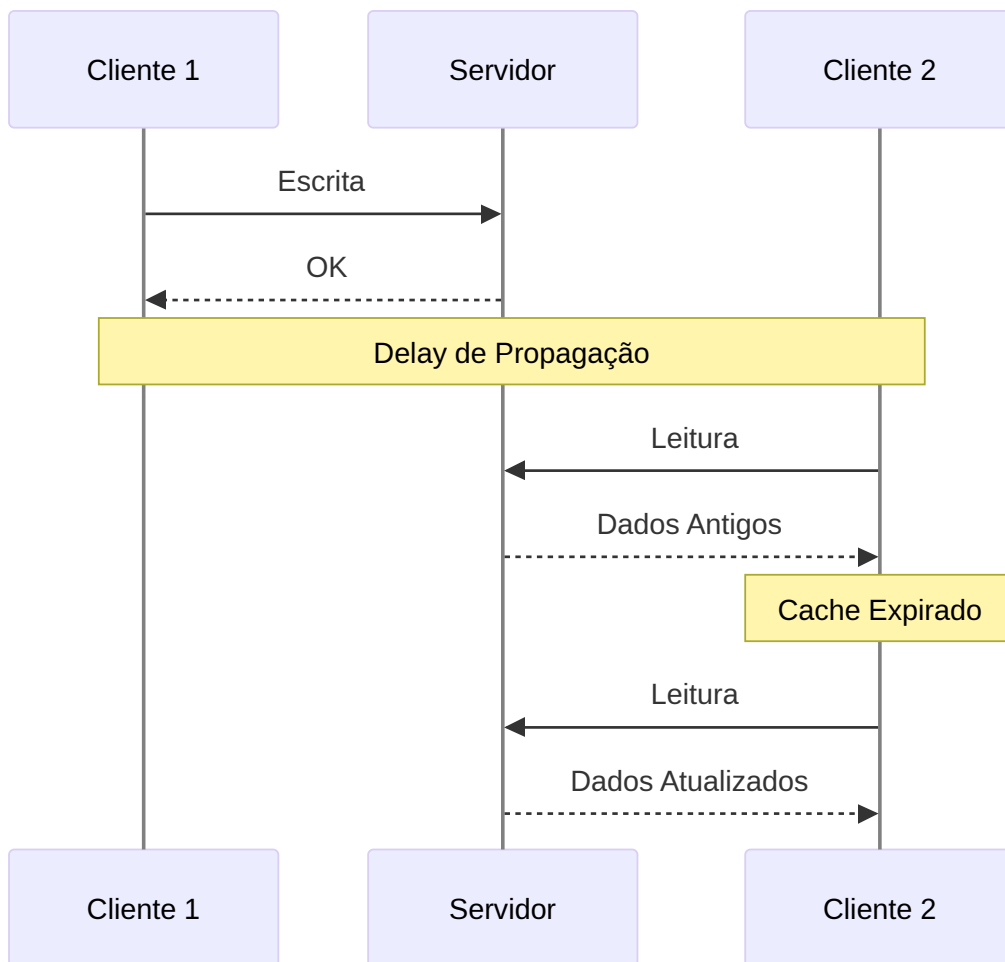 Cliente 1
Servidor
Cliente 2
Escrita
OK
Delay de Propagação
Leitura
Dados Antigos
Cache Expirado
Leitura
Dados Atualizados
Cliente 1
Servidor
Cliente 2